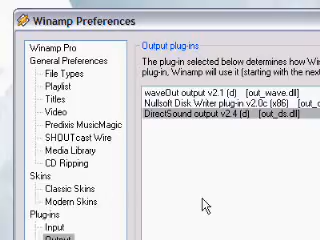 Winamp Preferences
Winamp Pro
General Preferences
File Types
Playlist
Titles
Video
Predixis MusicMagic
SHOUTcast Wire
Media Library
CD Ripping
Skins
Classic Skins
Modern Skins
Plug-ins
Input
Output
Output plug-ins
The plug-in selected below determines how
plug-in, Winamp will use it (starting with the next
waveOut output v2.1 (d) [out_wave.dll]
Nullsoft Disk Writer plug-in v2.0c (x86) [out_d
DirectSound output v2.4 (d) [out_ds.dll]